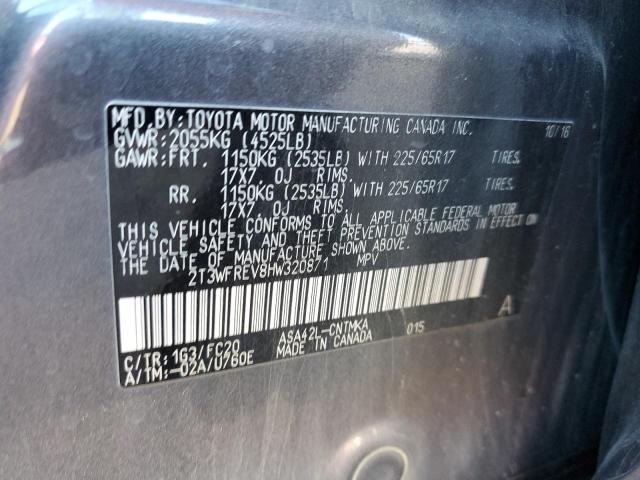 MFD.BY:TOYOTA MOTOR MANUFACTURING CANADA INC. 10/16
GVWR:2055KG (4525LB)
GAWR:FRT. 1150KG (2535LB) WITH 225/65R17 TIRES,
17X7.0J RIMS,
RR. 1150KG (2535LB) WITH 225/65R17 TIRES,
17X7.0J RIMS,
THIS VEHICLE CONFORMS TO ALL APPLICABLE FEDERAL MOTOR
VEHICLE SAFETY AND THEFT PREVENTION STANDARDS IN EFFECT ON
THE DATE OF MANUFACTURE SHOWN ABOVE.
2T3WFREV8HW320871 MPV
A
ASA42L-CNTMKA 015
C/TR:1G3/FC20 MADE IN CANADA
A/TM:-02A/U760E